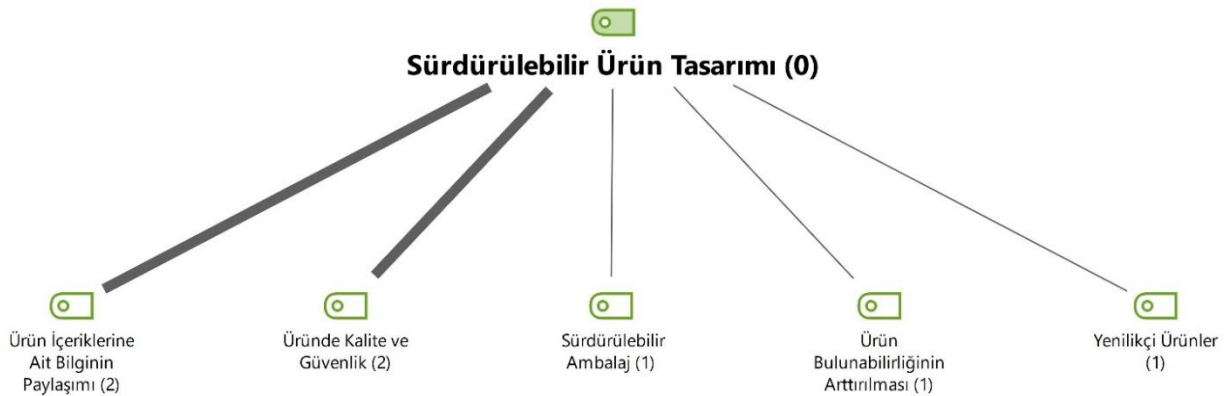 Sürdürülebilir Ürün Tasarımı (0)
Ürün İçeriklerine
Ait Bilginin
Paylaşımı (2)
Üründe Kalite ve
Güvenlik (2)
Sürdürülebilir
Ambalaj (1)
Ürün
Bulunabilirliğinin
Arttırılması (1)
Yenilikçi Ürünler
(1)